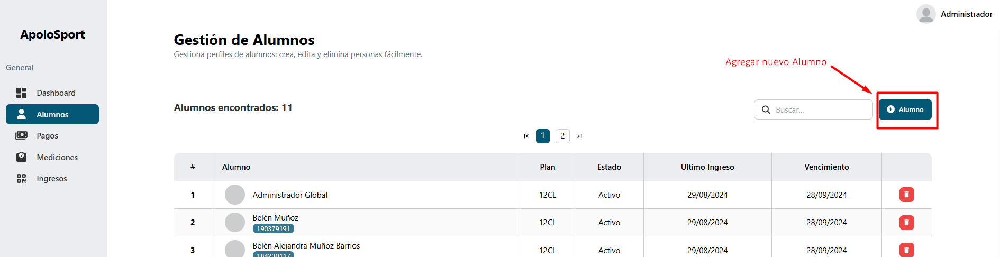 Administrador
ApoloSport
Gestión de Alumnos
Gestiona perfiles de alumnos: crea, edita y elimina personas fácilmente.
Agregar nuevo Alumno
General
Dashboard
Alumnos
Pagos
Mediciones
Ingresos
Alumnos encontrados: 11
Buscar...
Alumno
1 2
# Alumno Plan Estado Ultimo Ingreso Vencimiento
1 Administrador Global 12CL Activo 29/08/2024 28/09/2024
2 Belén Muñoz 12CL Activo 29/08/2024 28/09/2024
190379191
3 Belén Alejandra Muñoz Barrios 12CL Activo 29/08/2024 28/09/2024
184230117